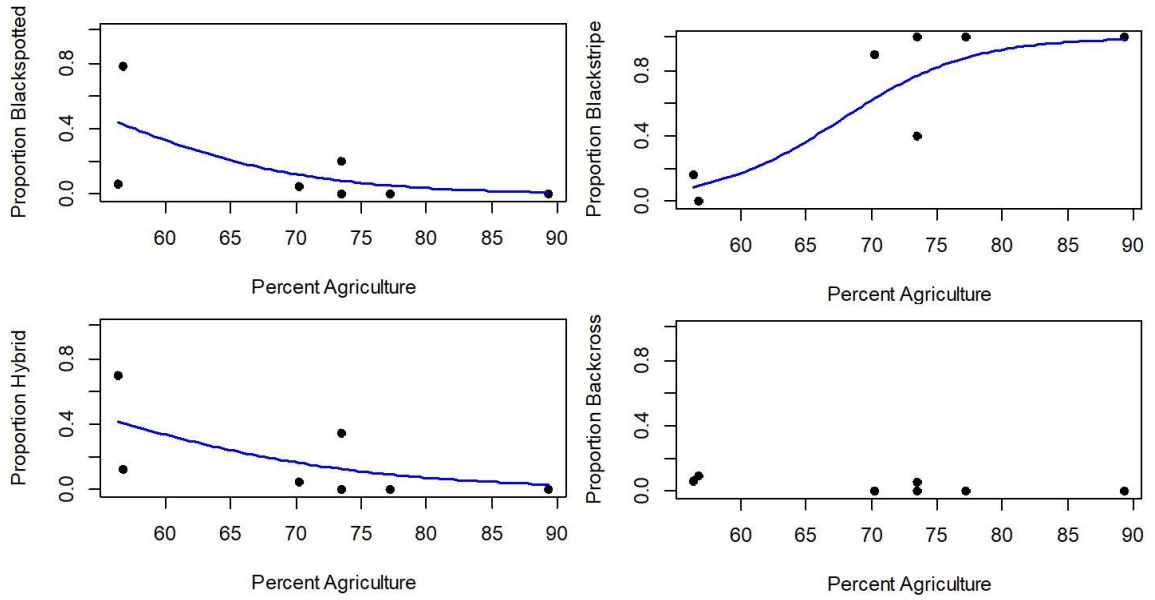 Proportion Blackspotted
0.0 0.4 0.8
60 65 70 75 80 85 90
Percent Agriculture
Proportion Blackstripe
0.0 0.4 0.8
60 65 70 75 80 85 90
Percent Agriculture
Proportion Hybrid
0.0 0.4 0.8
60 65 70 75 80 85 90
Percent Agriculture
Proportion Backcross
0.0 0.4 0.8
60 65 70 75 80 85 90
Percent Agriculture